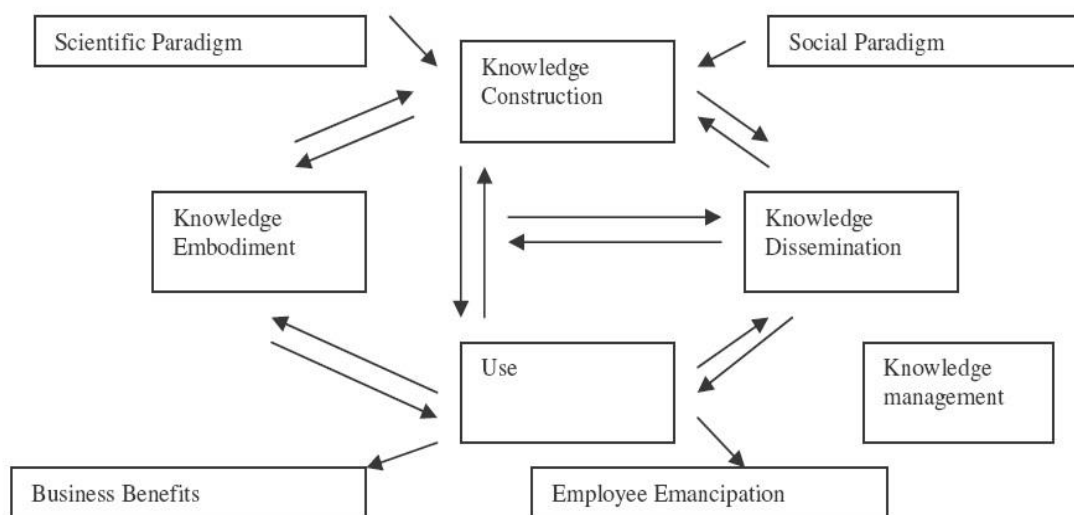 Scientific Paradigm
Social Paradigm
Knowledge
Construction
Knowledge
Embodiment
Knowledge
Dissemination
Use
Knowledge
management
Business Benefits
Employee Emancipation